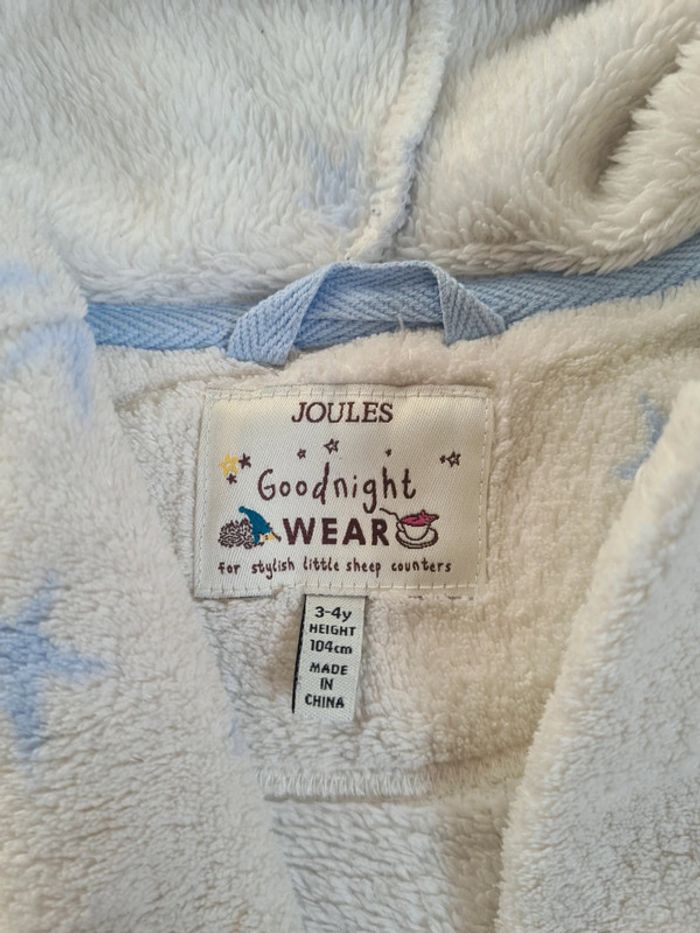 JOULES
Goodnight
WEAR
for stylish little sheep counters
3-4y
HEIGHT
104cm
MADE
IN
CHINA